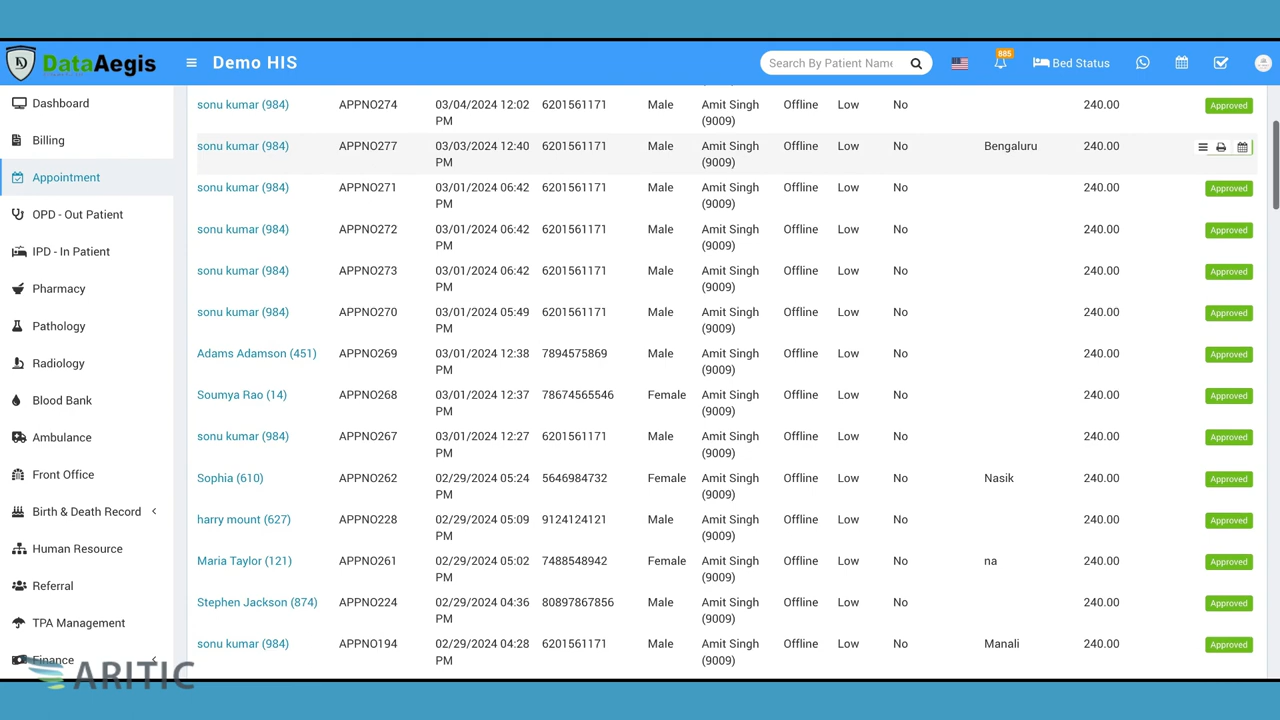 DataAegis
Demo HIS
Search By Patient Name
885
Bed Status
Dashboard
Billing
Appointment
OPD - Out Patient
IPD - In Patient
Pharmacy
Pathology
Radiology
Blood Bank
Ambulance
Front Office
Birth & Death Record
Human Resource
Referral
TPA Management
Finance
ARITIC
sonu kumar (984) APPNO274 03/04/2024 12:02 PM 6201561171 Male Amit Singh (9009) Offline Low No 240.00 Approved
sonu kumar (984) APPNO277 03/03/2024 12:40 PM 6201561171 Male Amit Singh (9009) Offline Low No Bengaluru 240.00
sonu kumar (984) APPNO271 03/01/2024 06:42 PM 6201561171 Male Amit Singh (9009) Offline Low No 240.00 Approved
sonu kumar (984) APPNO272 03/01/2024 06:42 PM 6201561171 Male Amit Singh (9009) Offline Low No 240.00 Approved
sonu kumar (984) APPNO273 03/01/2024 06:42 PM 6201561171 Male Amit Singh (9009) Offline Low No 240.00 Approved
sonu kumar (984) APPNO270 03/01/2024 05:49 PM 6201561171 Male Amit Singh (9009) Offline Low No 240.00 Approved
Adams Adamson (451) APPNO269 03/01/2024 12:38 PM 7894575869 Male Amit Singh (9009) Offline Low No 240.00 Approved
Soumya Rao (14) APPNO268 03/01/2024 12:37 PM 78674565546 Female Amit Singh (9009) Offline Low No 240.00 Approved
sonu kumar (984) APPNO267 03/01/2024 12:27 PM 6201561171 Male Amit Singh (9009) Offline Low No 240.00 Approved
Sophia (610) APPNO262 02/29/2024 05:24 PM 5646984732 Female Amit Singh (9009) Offline Low No Nasik 240.00 Approved
harry mount (627) APPNO228 02/29/2024 05:09 PM 9124124121 Male Amit Singh (9009) Offline Low No 240.00 Approved
Maria Taylor (121) APPNO261 02/29/2024 05:02 PM 7488548942 Female Amit Singh (9009) Offline Low No na 240.00 Approved
Stephen Jackson (874) APPNO224 02/29/2024 04:36 PM 80897867856 Male Amit Singh (9009) Offline Low No 240.00 Approved
sonu kumar (984) APPNO194 02/29/2024 04:28 PM 6201561171 Male Amit Singh (9009) Offline Low No Manali 240.00 Approved